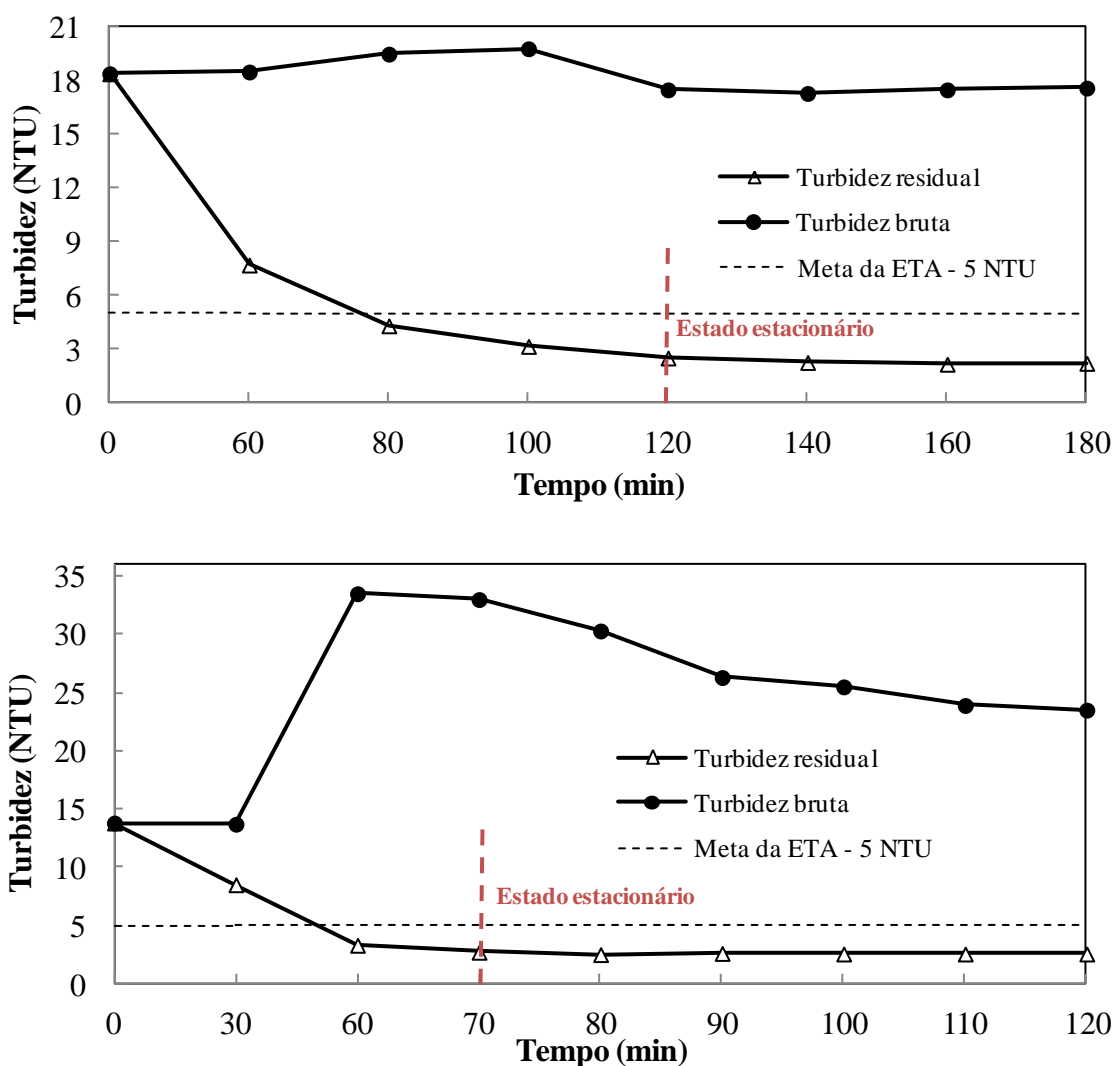 21
18
15
12
9
6
3
0
Turbidez (NTU)
Turbidez residual
Turbidez bruta
Meta da ETA - 5 NTU
Estado estacionário
0 60 80 100 120 140 160 180
Tempo (min)
35
30
25
20
15
10
5
0
Turbidez (NTU)
Turbidez residual
Turbidez bruta
Meta da ETA - 5 NTU
Estado estacionário
0 30 60 70 80 90 100 110 120
Tempo (min)